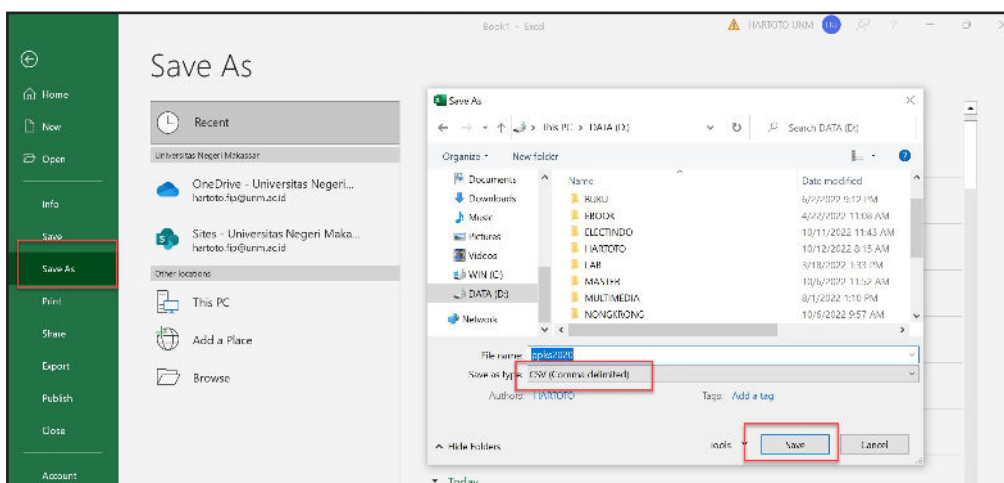 Book1 - Excel
HARTOTO UNM
HU
?
Save As
Home
New
Open
Info
Save
Save As
Print
Share
Export
Publish
Close
Account
Recent
Universitas Negeri Makassar
OneDrive - Universitas Negeri...
hartoto.fip@unm.ac.id
Sites - Universitas Negeri Maka...
hartoto.fip@unm.ac.id
Other locations
This PC
Add a Place
Browse
Save As
This PC > DATA (D:)
Search DATA (D:)
Organize
New folder
Documents
Downloads
Music
Pictures
Videos
WIN (C:)
DATA (D:)
Network
Name Date modified
BUKU 6/2/2022 9:12 PM
EBOOK 4/22/2022 11:08 AM
ELECTINDO 10/11/2022 11:43 AM
HARTOTO 10/12/2022 8:15 AM
LAB 3/18/2022 1:33 PM
MASTER 10/6/2022 11:52 AM
MULTIMEDIA 8/1/2022 1:10 PM
NONGKRONG 10/6/2022 9:57 AM
File name: ppks2020
Save as type: CSV (Comma delimited)
Authors: HARTOTO
Tags: Add a tag
Hide Folders
Tools
Save
Cancel
Today